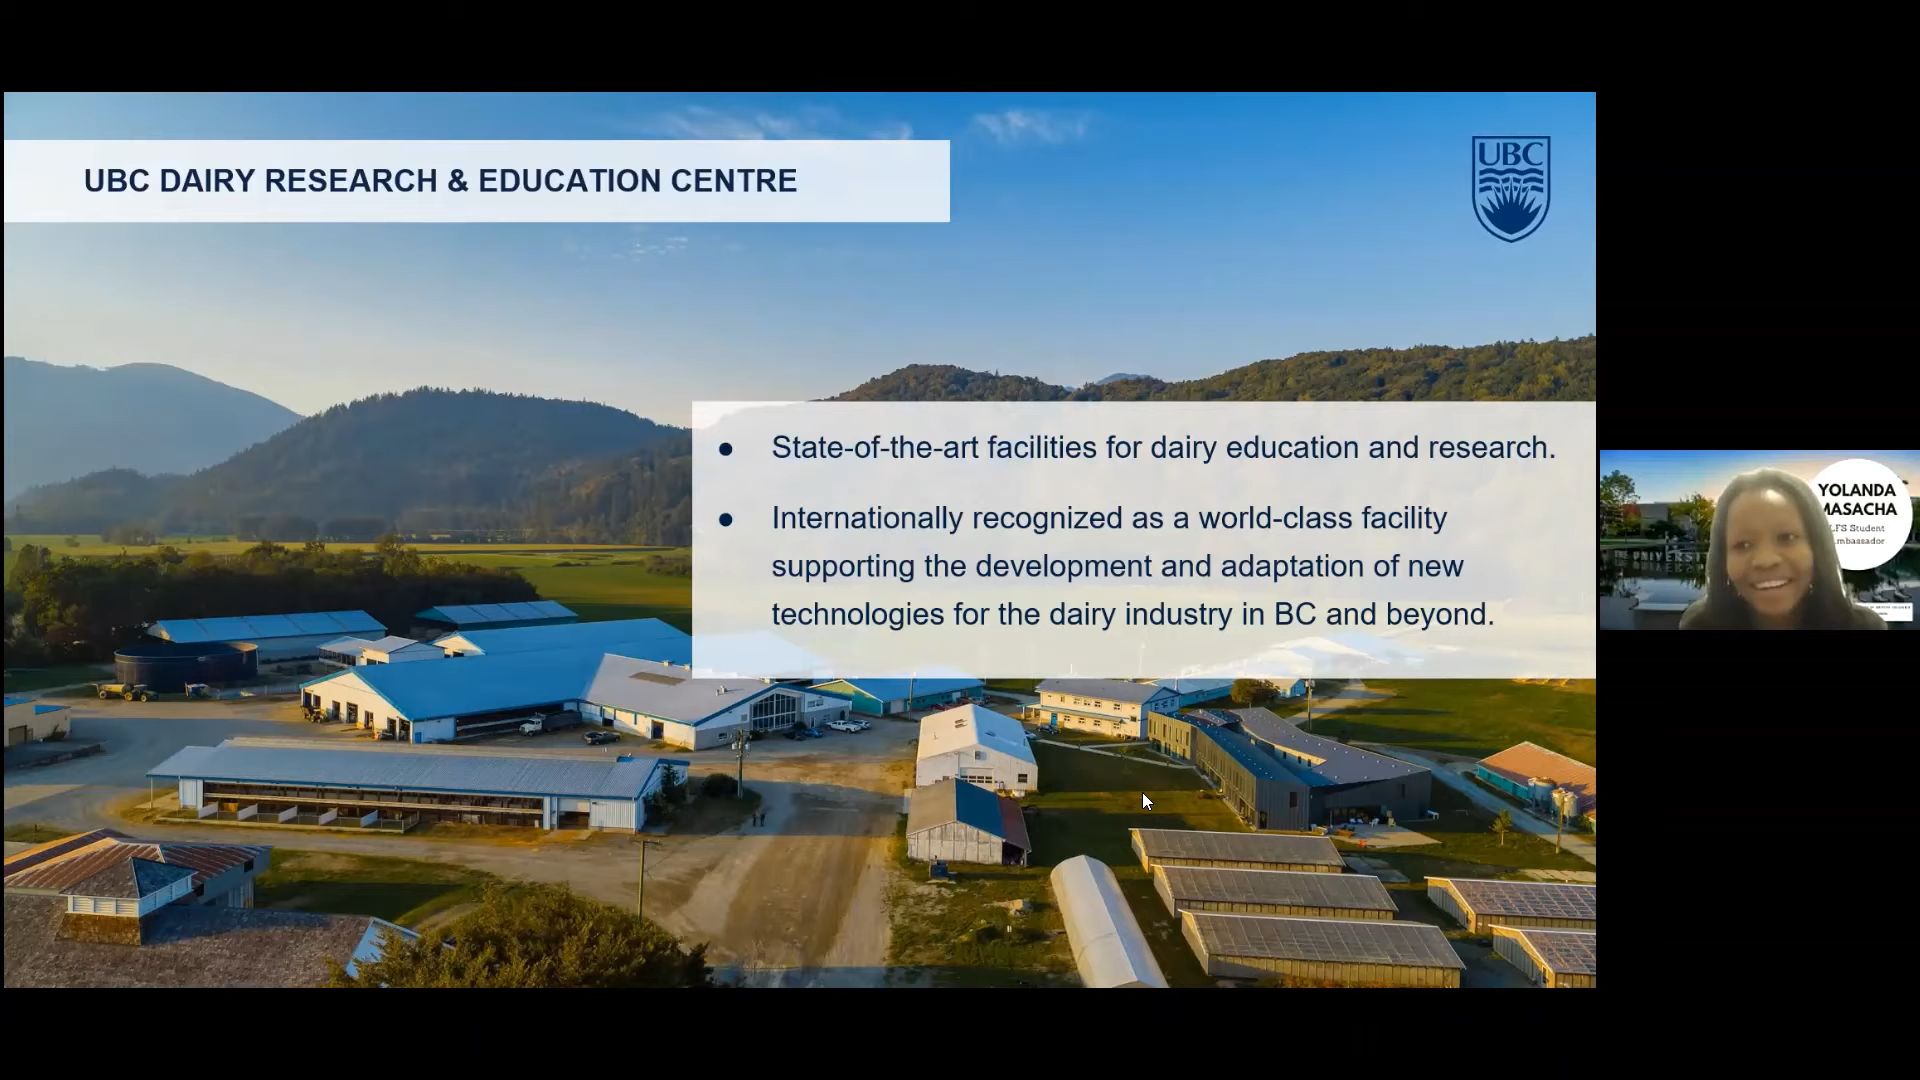 UBC DAIRY RESEARCH & EDUCATION CENTRE
UBC
● State-of-the-art facilities for dairy education and research.
● Internationally recognized as a world-class facility
supporting the development and adaptation of new
technologies for the dairy industry in BC and beyond.
YOLANDA
MASACHA
LFS Student
mbassador